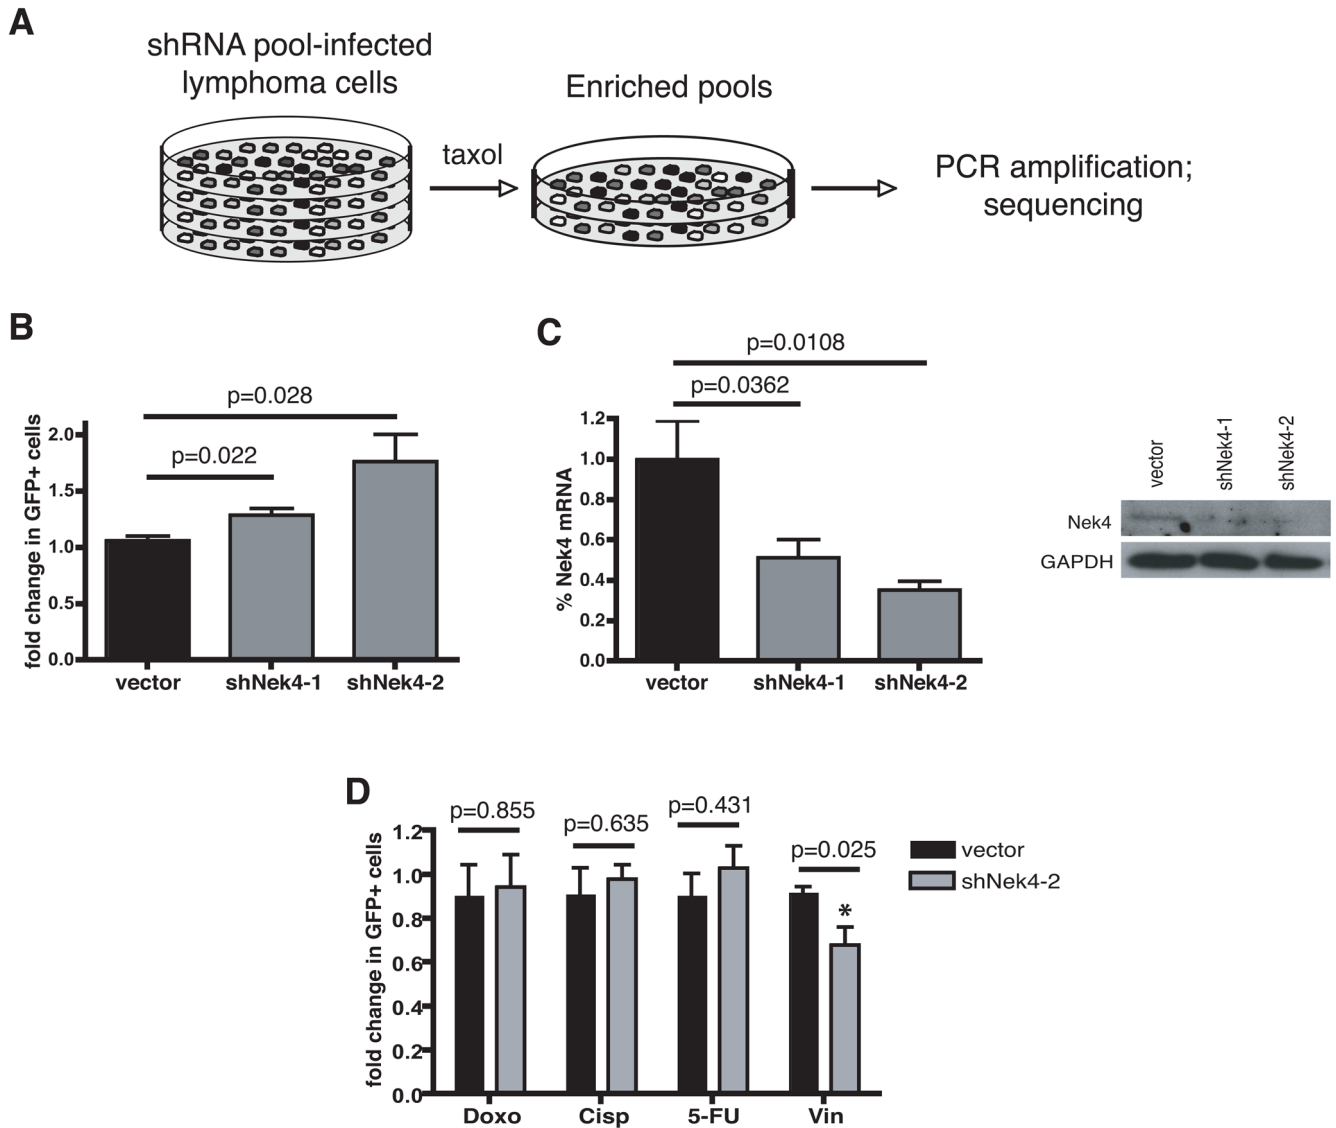 A
shRNA pool-infected
lymphoma cells
Enriched pools
taxol
PCR amplification;
sequencing
B
p=0.028
p=0.022
fold change in GFP+ cells
2.0
1.5
1.0
0.5
0.0
vector
shNek4-1
shNek4-2
C
p=0.0108
p=0.0362
% Nek4 mRNA
1.2
1.0
0.8
0.6
0.4
0.2
0.0
vector
shNek4-1
shNek4-2
vector
shNek4-1
shNek4-2
Nek4
GAPDH
D
p=0.855
p=0.635
p=0.431
p=0.025
*
fold change in GFP+ cells
1.2
1.0
0.8
0.6
0.4
0.2
0.0
Doxo
Cisp
5-FU
Vin
vector
shNek4-2